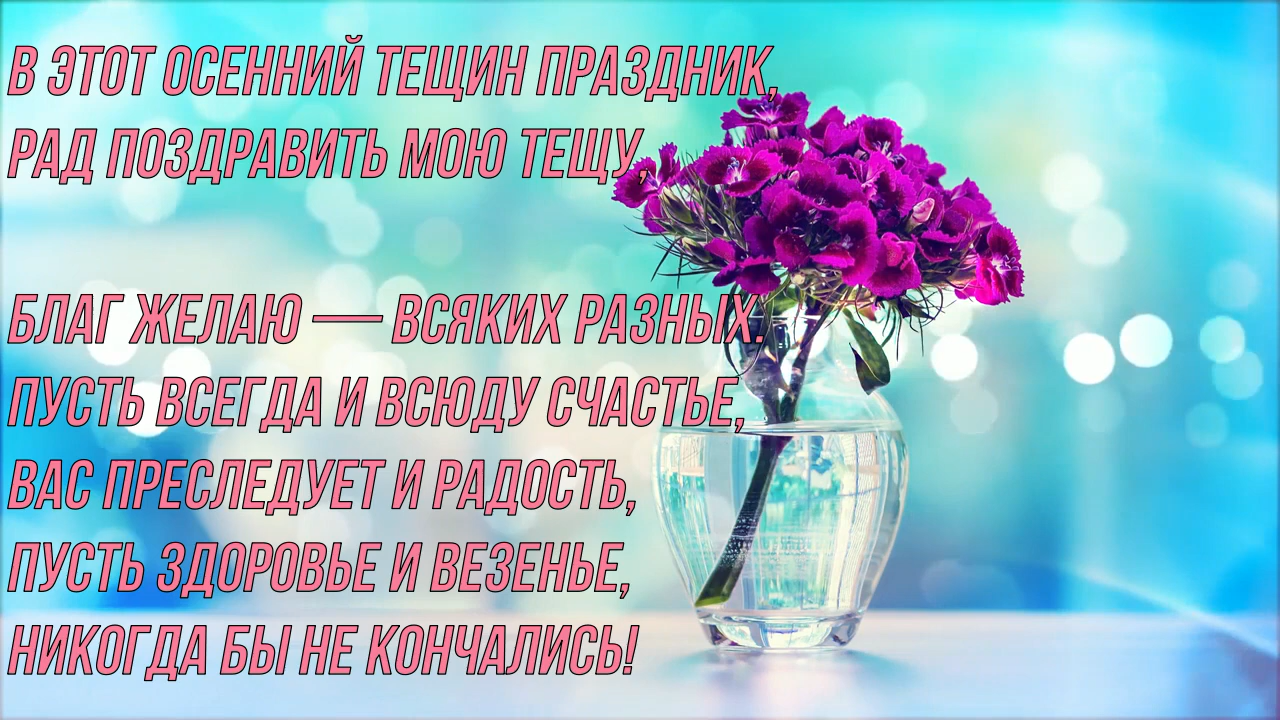 В ЭТОТ ОСЕННИЙ ТЕЩИН ПРАЗДНИК,
РАД ПОЗДРАВИТЬ МОЮ ТЕЩУ,
БЛАГ ЖЕЛАЮ — ВСЯКИХ РАЗНЫХ.
ПУСТЬ ВСЕГДА И ВСЮДУ СЧАСТЬЕ,
ВАС ПРЕСЛЕДУЕТ И РАДОСТЬ,
ПУСТЬ ЗДОРОВЬЕ И ВЕЗЕНЬЕ,
НИКОГДА БЫ НЕ КОНЧАЛИСЬ!